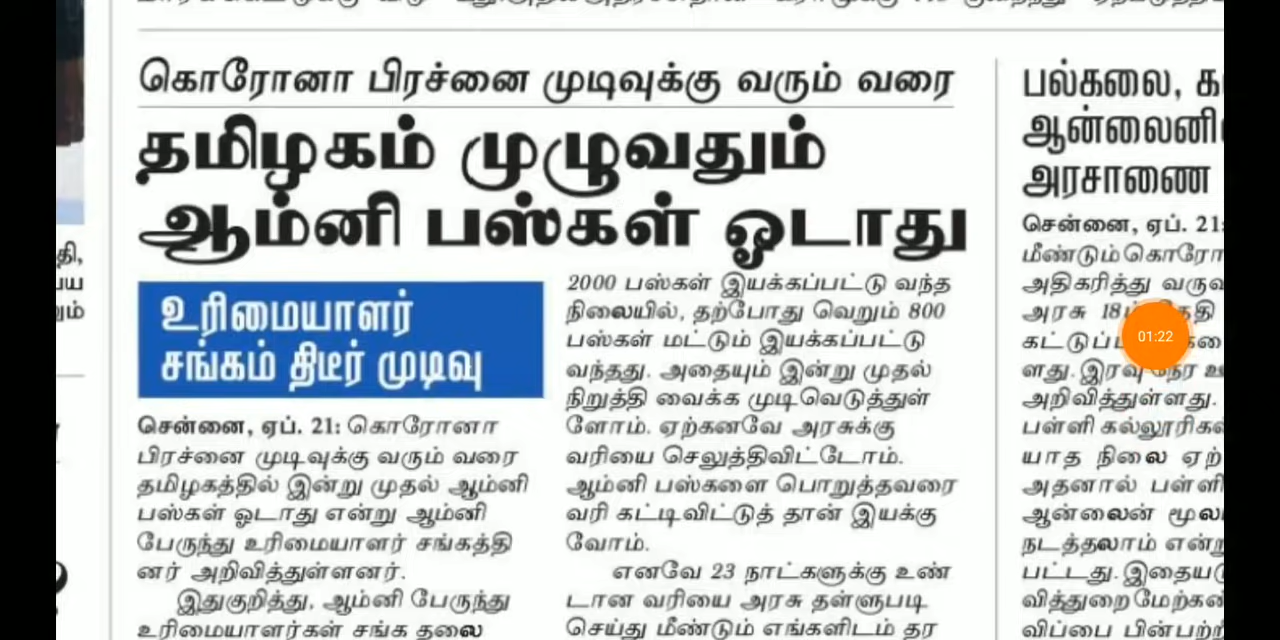 கொரோனா பிரச்னை முடிவுக்கு வரும் வரை
தமிழகம் முழுவதும்
ஆம்னி பஸ்கள் ஓடாது
உரிமையாளர்
சங்கம் திடீர் முடிவு
சென்னை, ஏப். 21: கொரோனா
பிரச்னை முடிவுக்கு வரும் வரை
தமிழகத்தில் இன்று முதல் ஆம்னி
பஸ்கள் ஓடாது என்று ஆம்னி
பேருந்து உரிமையாளர் சங்கத்தி
னர் அறிவித்துள்ளனர்.
இதுகுறித்து, ஆம்னி பேருந்து
உரிமையாளர்கள் சங்க தலை
2000 பஸ்கள் இயக்கப்பட்டு வந்த
நிலையில், தற்போது வெறும் 800
பஸ்கள் மட்டும் இயக்கப்பட்டு
வந்தது. அதையும் இன்று முதல்
நிறுத்தி வைக்க முடிவெடுத்துள்
ளோம். ஏற்கனவே அரசுக்கு
வரியை செலுத்திவிட்டோம்.
ஆம்னி பஸ்களை பொறுத்தவரை
வரி கட்டிவிட்டுத் தான் இயக்கு
வோம்.
எனவே 23 நாட்களுக்கு உண்
டான வரியை அரசு தள்ளுபடி
செய்து மீண்டும் எங்களிடம் தர
பல்கலை,
ஆன்லைனி
அரசாணை
சென்னை, ஏப். 21:
மீண்டும் கொரோ
அதிகரித்து வருவ
அரசு
அறிவித்துள்ளது.
பள்ளி கல்லூரிக
யாத நிலை ஏற்
அதனால் பள்ளி
ஆன்லைன் மூல
நடத்தலாம் என்று
பட்டது. இதைய
வித்துறை மேற்க
விப்பை பின்பற்றி
01:22